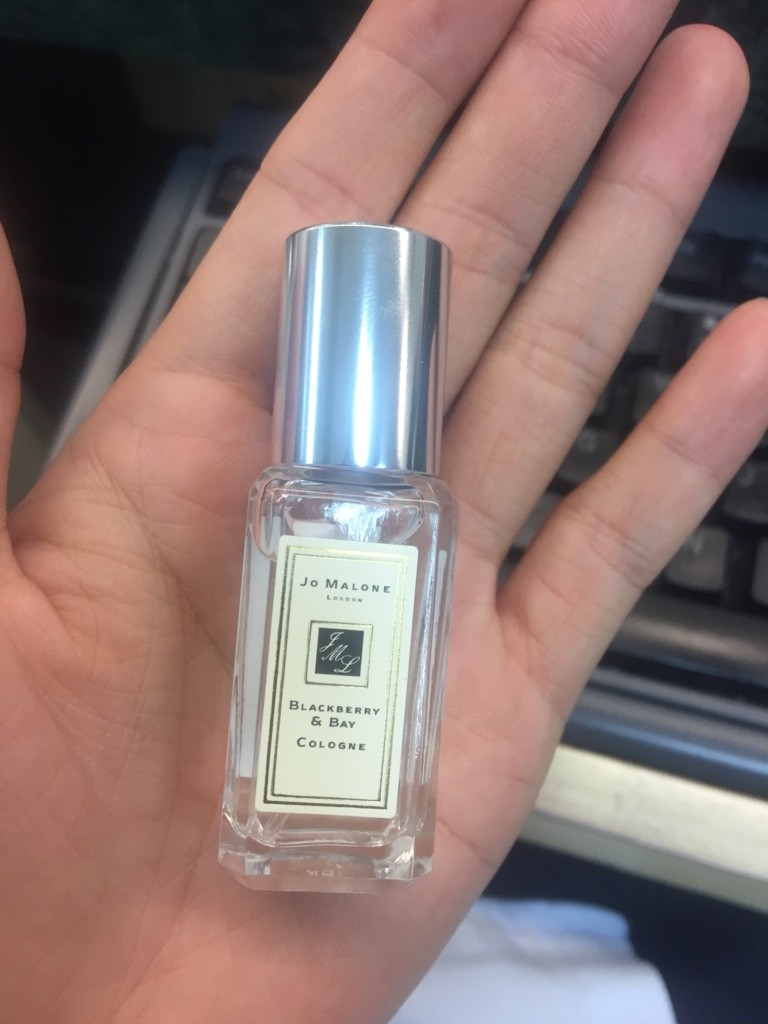 JO MALONE
LONDON
JML
BLACKBERRY
& BAY
COLOGNE